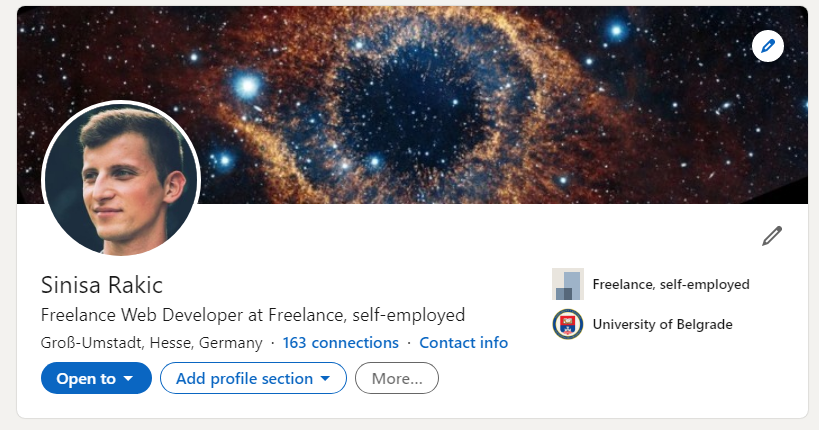 Sinisa Rakic
Freelance Web Developer at Freelance, self-employed
Groß-Umstadt, Hesse, Germany · 163 connections · Contact info
Open to
Add profile section
More...
Freelance, self-employed
University of Belgrade